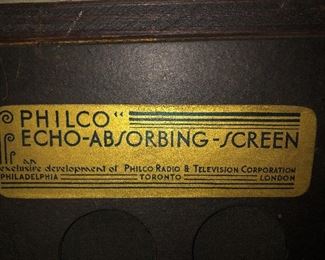 PHILCO"
ECHO-ABSORBING-SCREEN
an
exclusive development of PHILCO RADIO & TELEVISION CORPORATION
PHILADELPHIA TORONTO LONDON